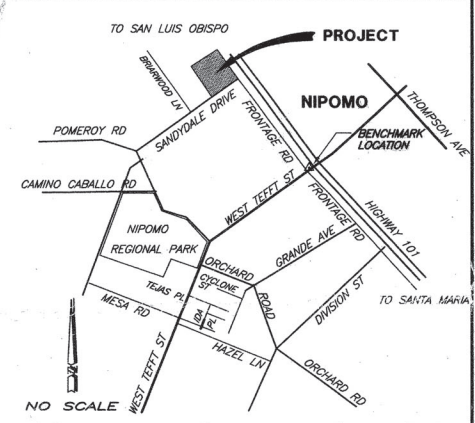 TO SAN LUIS OBISPO
PROJECT
BRIARWOOD LN
SANDYDALE DRIVE
FRONTAGE RD
NIPOMO
THOMPSON AVE
POMEROY RD
BENCHMARK
LOCATION
CAMINO CABALLO RD
WEST TEFFT ST
FRONTAGE RD
HIGHWAY 101
NIPOMO
REGIONAL PARK
GRANDE AVE
ORCHARD
ROAD
CYCLONE
ST
TEJAS PL
IDA
PL
DIVISION ST
TO SANTA MARIA
MESA RD
HAZEL LN
WEST TEFFT ST
ORCHARD RD
NO SCALE